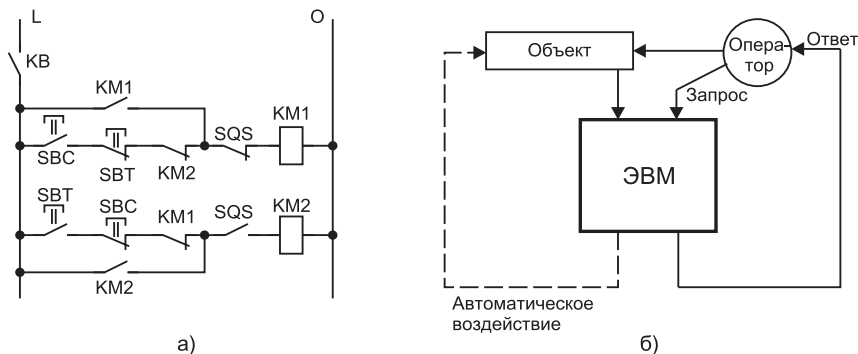 L
O
KB
KM1
SBC
SBT
KM2
SQS
KM1
SBT
SBC
KM1
SQS
KM2
KM2
а)
Объект
Опера-
тор
Ответ
Запрос
ЭВМ
Автоматическое
воздействие
б)